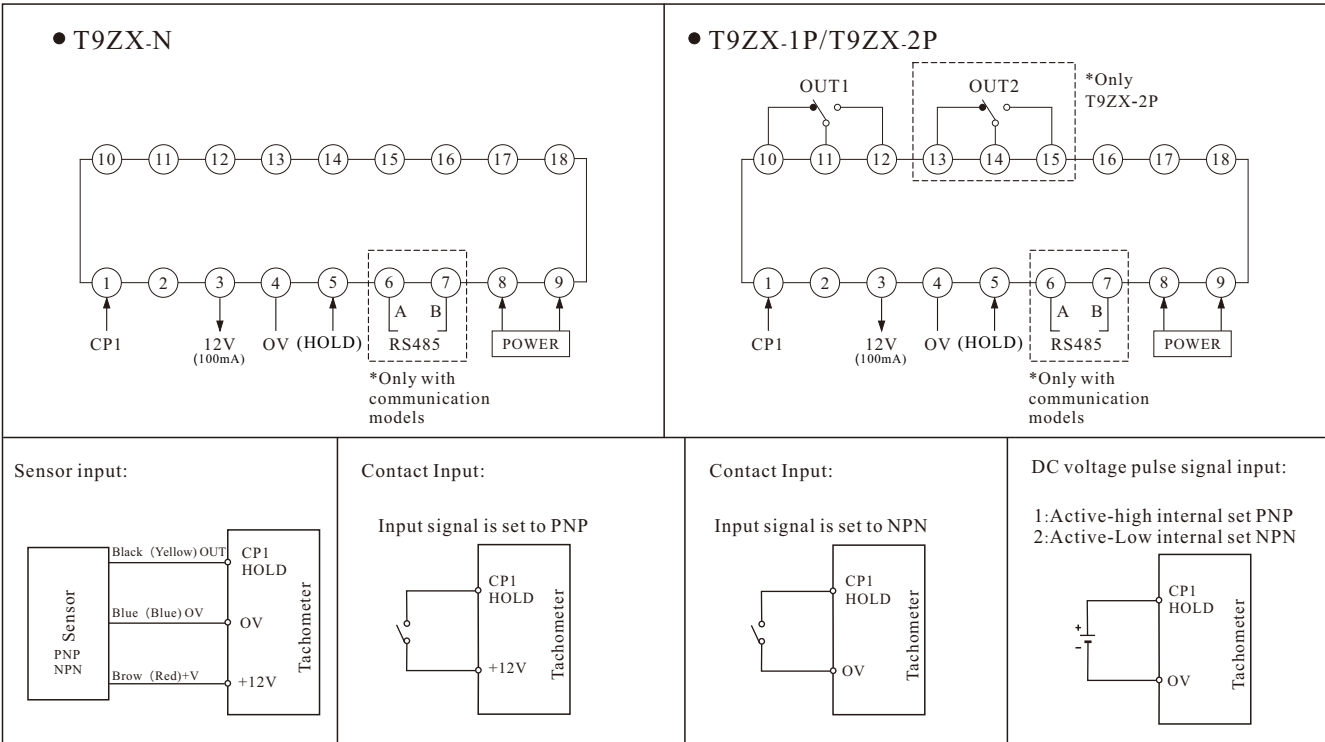 ● T9ZX-N
10 11 12 13 14 15 16 17 18
1 2 3 4 5 6 7 8 9
A B
CP1 12V OV (HOLD) RS485 POWER
(100mA)
*Only with
communication
models
● T9ZX-1P/T9ZX-2P
OUT1 OUT2 *Only
T9ZX-2P
10 11 12 13 14 15 16 17 18
1 2 3 4 5 6 7 8 9
A B
CP1 12V OV (HOLD) RS485 POWER
(100mA)
*Only with
communication
models
Sensor input:
Sensor
PNP
NPN
Black (Yellow) OUT
Blue (Blue) OV
Brow (Red)+V
CP1
HOLD
OV
+12V
Tachometer
Contact Input:
Input signal is set to PNP
CP1
HOLD
+12V
Tachometer
Contact Input:
Input signal is set to NPN
CP1
HOLD
OV
Tachometer
DC voltage pulse signal input:
1:Active-high internal set PNP
2:Active-Low internal set NPN
+
-
CP1
HOLD
OV
Tachometer